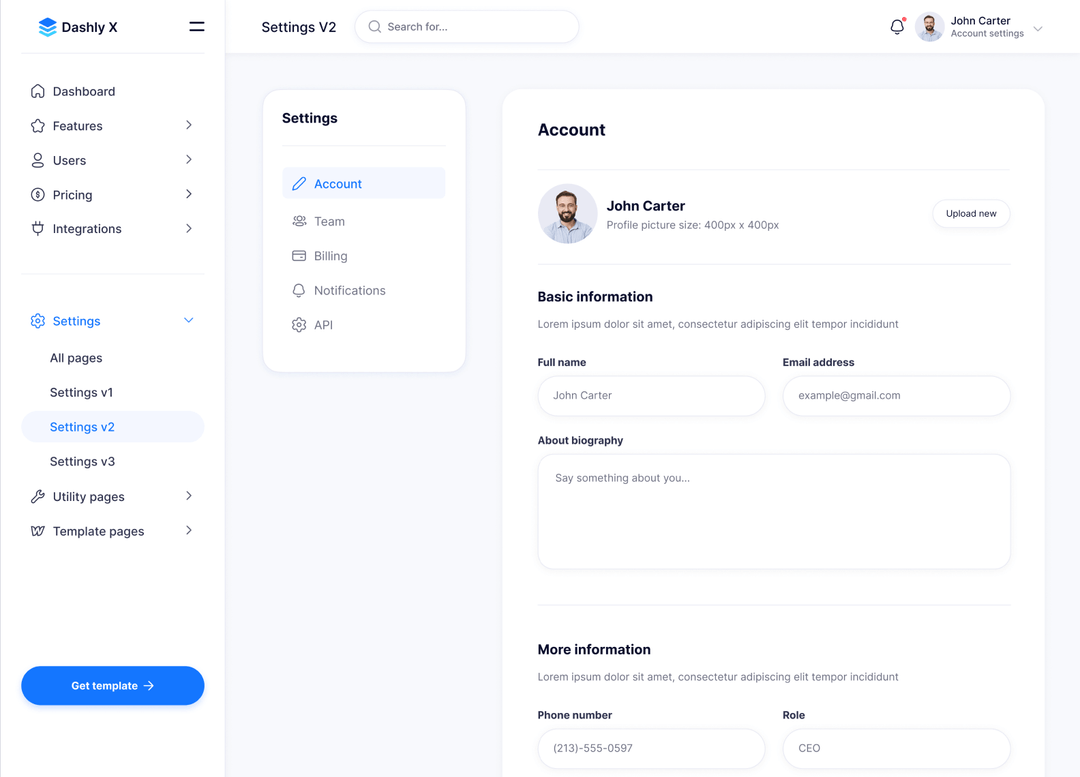 Dashly X
Settings V2
Search for...
John Carter
Account settings
Dashboard
Features
Users
Pricing
Integrations
Settings
All pages
Settings v1
Settings v2
Settings v3
Utility pages
Template pages
Get template
Settings
Account
Team
Billing
Notifications
API
Account
John Carter
Profile picture size: 400px x 400px
Upload new
Basic information
Lorem ipsum dolor sit amet, consectetur adipiscing elit tempor incididunt
Full name
Email address
John Carter
example@gmail.com
About biography
Say something about you...
More information
Lorem ipsum dolor sit amet, consectetur adipiscing elit tempor incididunt
Phone number
Role
(213)-555-0597
CEO